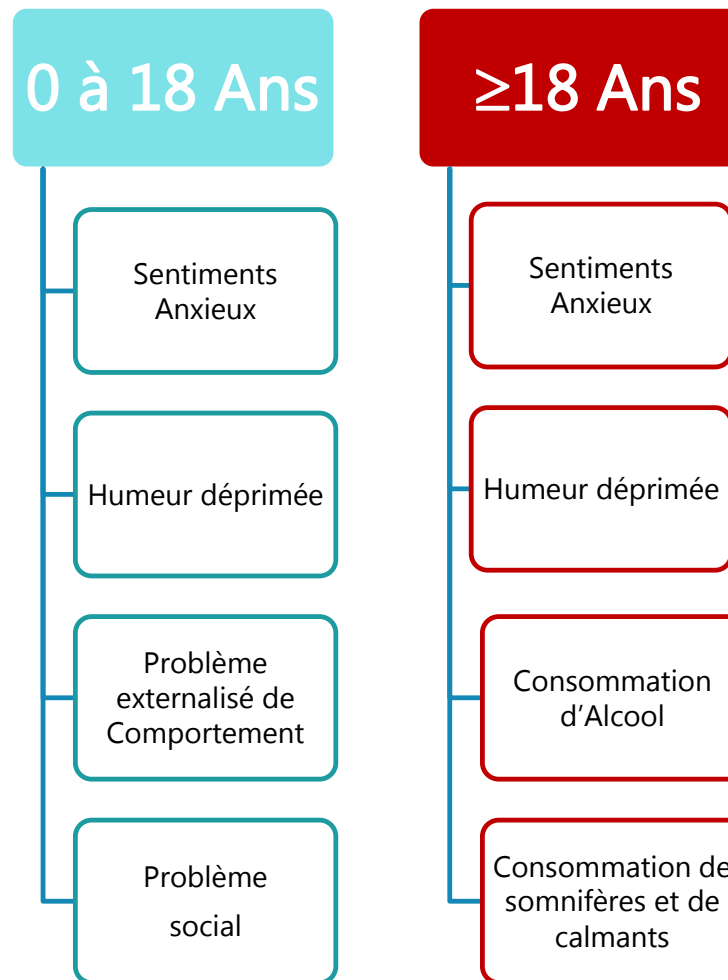 0 à 18 Ans
Sentiments
Anxieux
Humeur déprimée
Problème
externalisé de
Comportement
Problème
social
≥18 Ans
Sentiments
Anxieux
Humeur déprimée
Consommation
d’Alcool
Consommation de
somnifères et de
calmants